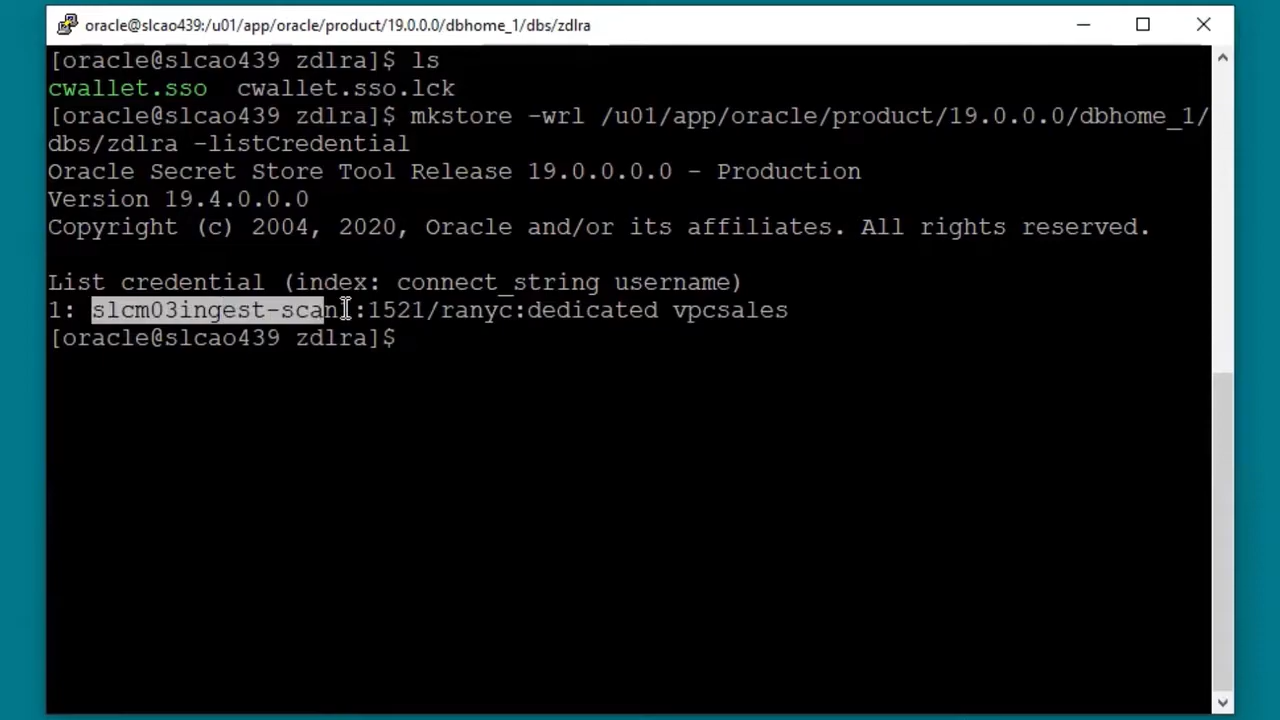 oracle@slcao439:/u01/app/oracle/product/19.0.0.0/dbhome_1/dbs/zdlra
[oracle@slcao439 zdlra]$ ls
cwallet.sso cwallet.sso.lck
[oracle@slcao439 zdlra]$ mkstore -wrl /u01/app/oracle/product/19.0.0.0/dbhome_1/
dbs/zdlra -listCredential
Oracle Secret Store Tool Release 19.0.0.0.0 - Production
Version 19.4.0.0.0
Copyright (c) 2004, 2020, Oracle and/or its affiliates. All rights reserved.
List credential (index: connect_string username)
1: slcm03ingest-scan1:1521/ranyc:dedicated vpcsales
[oracle@slcao439 zdlra]$